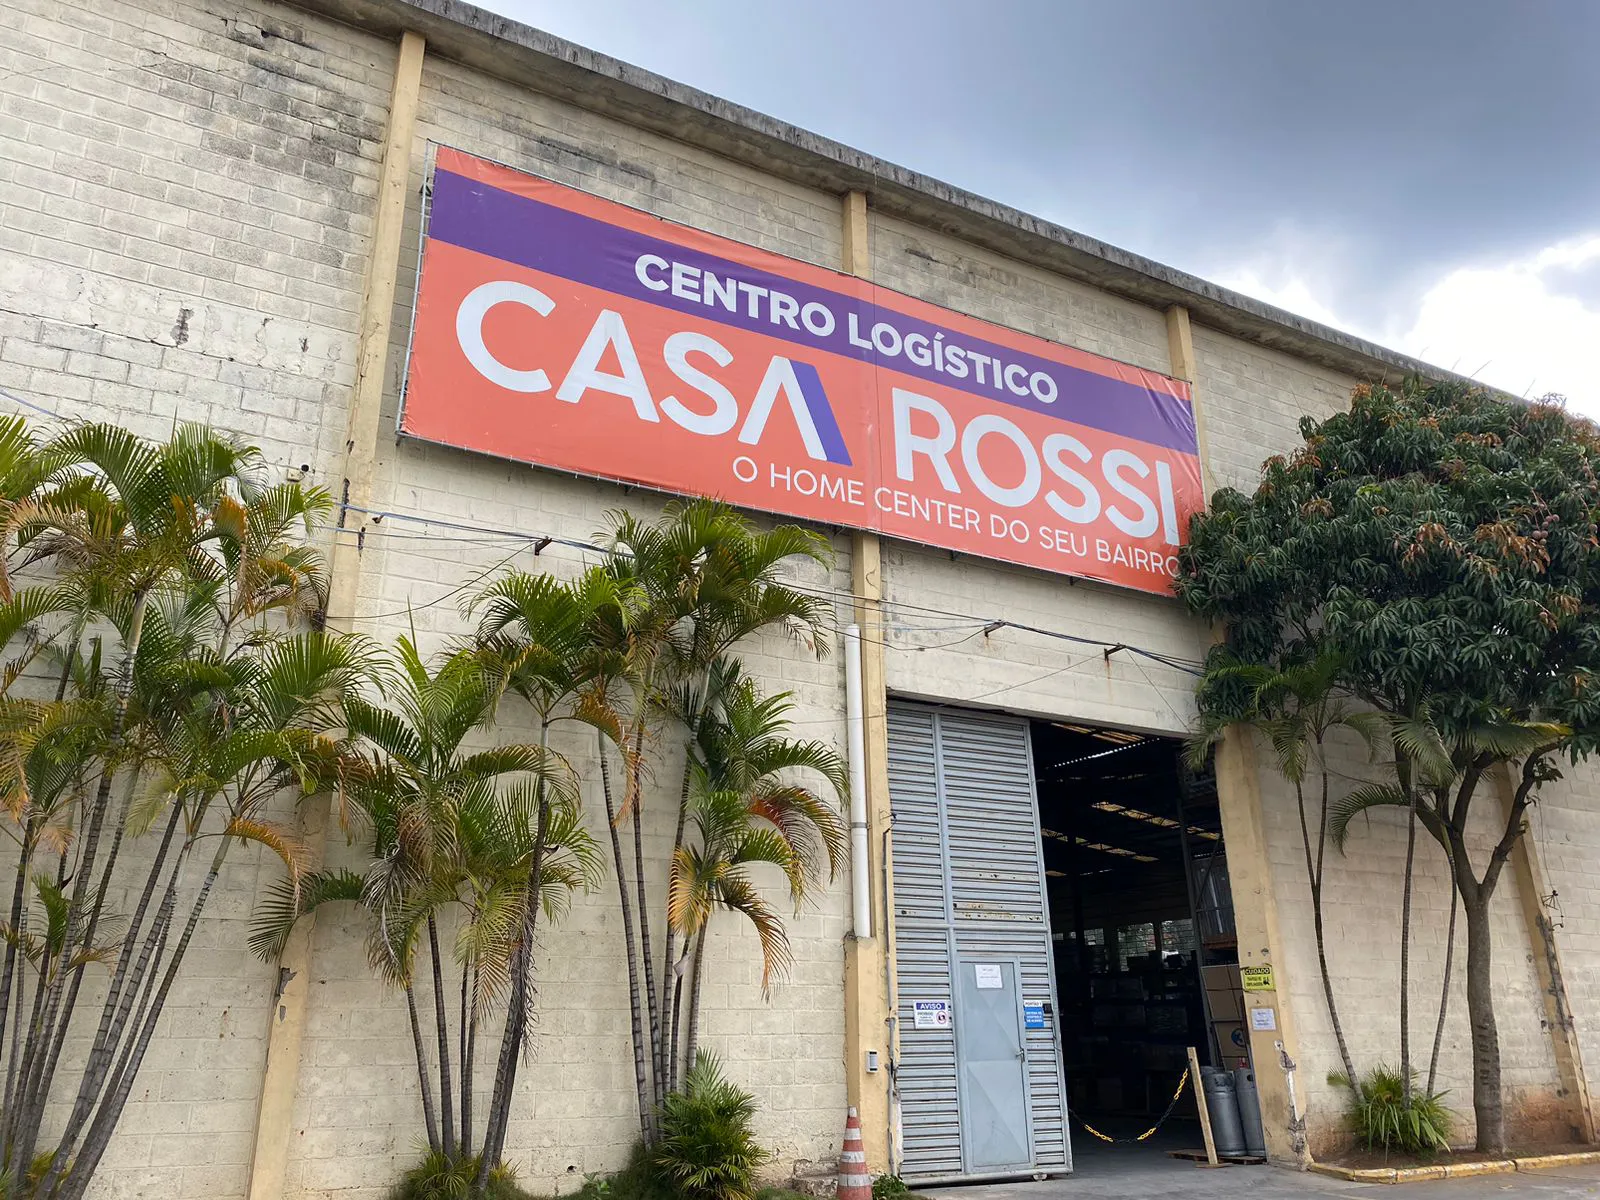 CENTRO LOGÍSTICO
CASA ROSSI
O HOME CENTER DO SEU BAIRRO
AVISO
CUIDADO